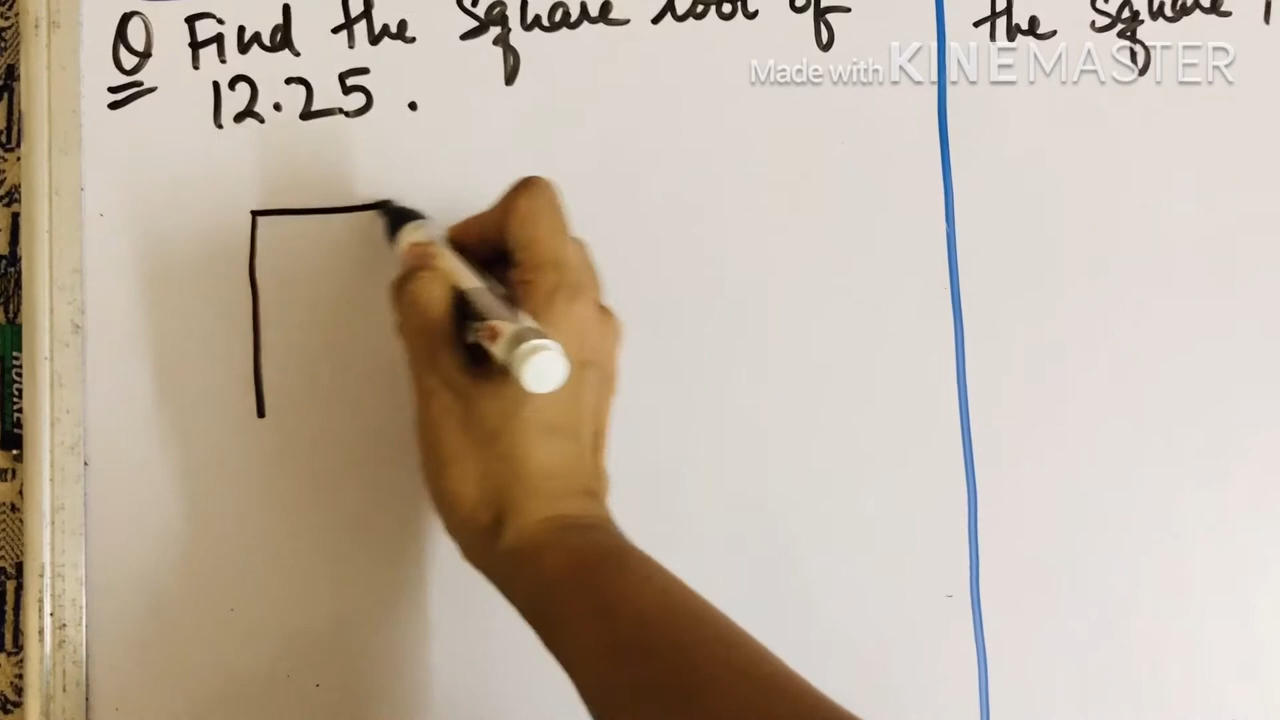 Q Find the square root of
12.25.
the square
Made with KINEMASTER